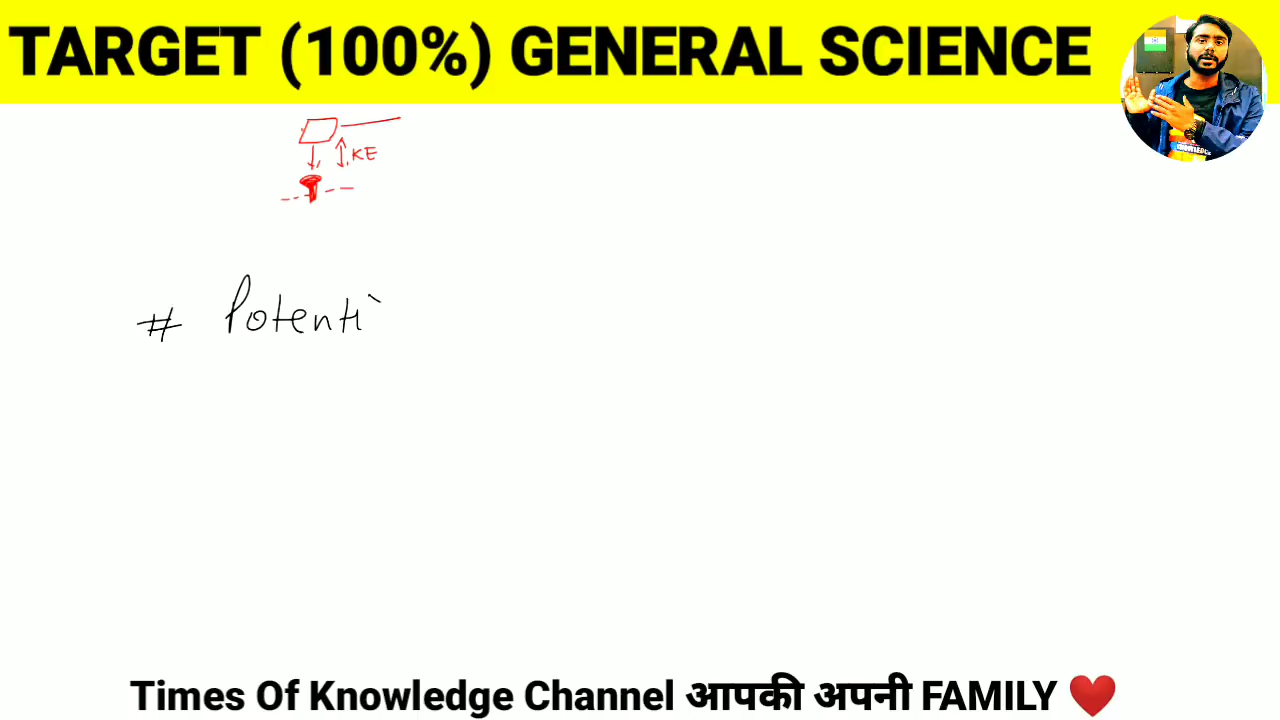 TARGET (100%) GENERAL SCIENCE
KE
# Potenti
Times Of Knowledge Channel आपकी अपनी FAMILY ❤️